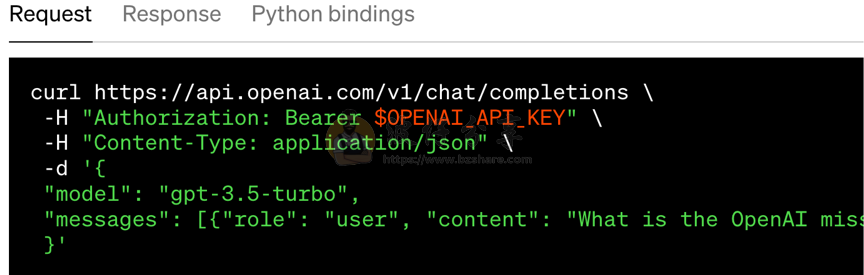 Request Response Python bindings
curl https://api.openai.com/v1/chat/completions \
-H "Authorization: Bearer $OPENAI_API_KEY" \
-H "Content-Type: application/json" \
https://www.bzshare.com
-d '{
"model": "gpt-3.5-turbo",
"messages": [{"role": "user", "content": "What is the OpenAI miss
}'